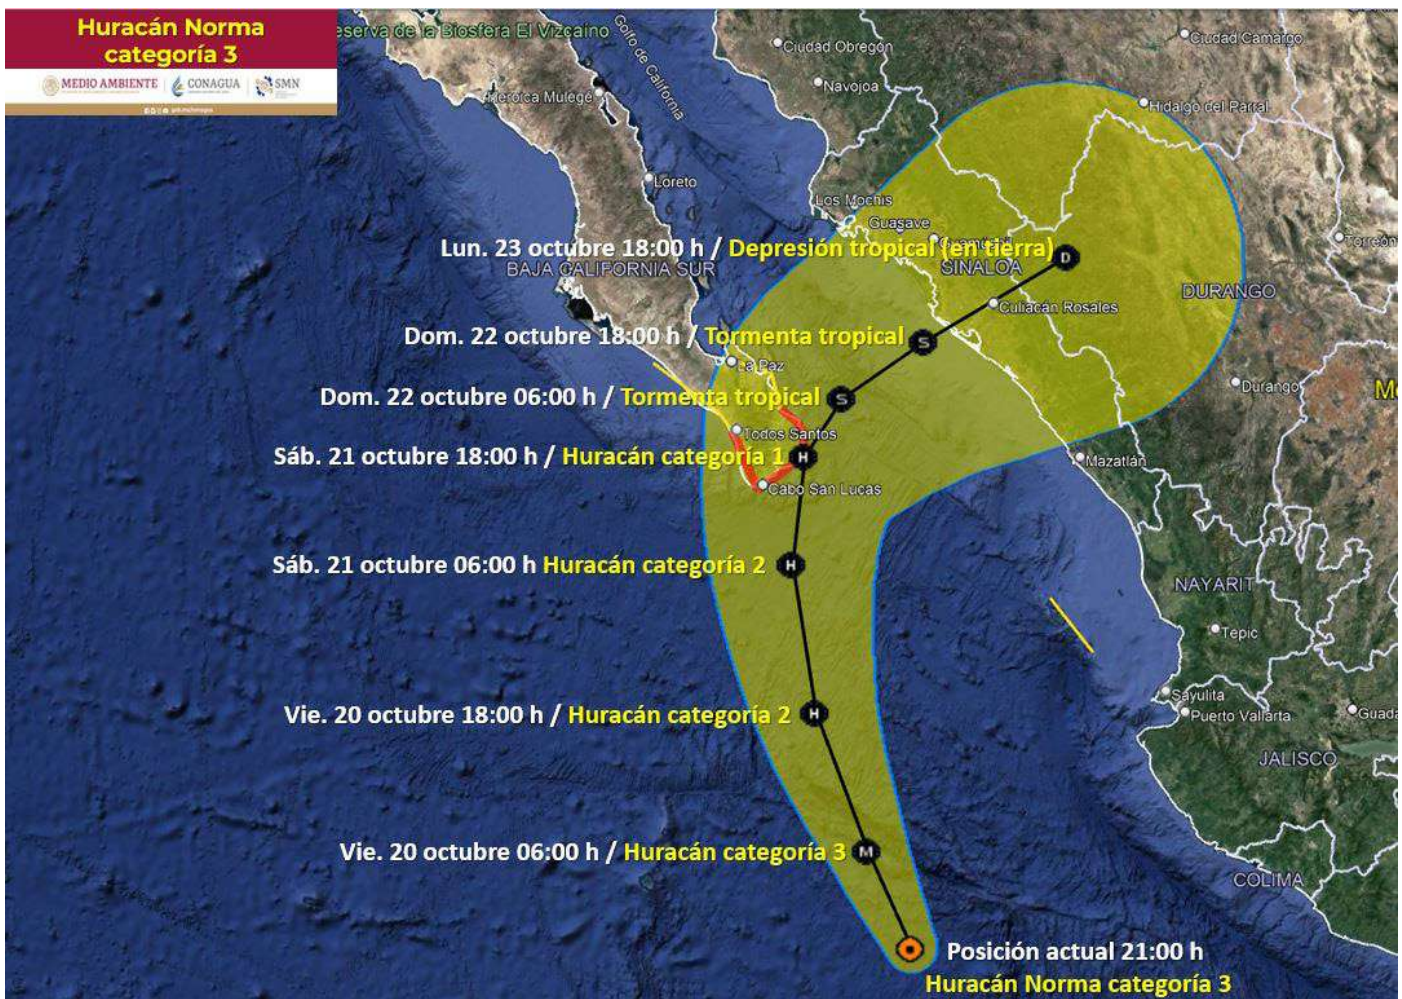 Huracán Norma
categoría 3
MEDIO AMBIENTE
CONAGUA
SMN
eserva de la Biosfera El Vizcaino
Golfo de California
Ciudad Obregón
Ciudad Camargo
Navojoa
Heroica Mulegé
Hidalgo del Parral
Loreto
Los Mochis
Guasave
Lun. 23 octubre 18:00 h / Depresión tropical (en tierra)
D
Torreón
BAJA CALIFORNIA SUR
SINALOA
DURANGO
Culiacán Rosales
Dom. 22 octubre 18:00 h / Tormenta tropical
S
La Paz
Durango
Dom. 22 octubre 06:00 h / Tormenta tropical
S
Todos Santos
Sáb. 21 octubre 18:00 h / Huracán categoría 1
H
Mazatlán
Cabo San Lucas
Sáb. 21 octubre 06:00 h Huracán categoría 2
H
NAYARIT
Tepic
Sayulita
Vie. 20 octubre 18:00 h / Huracán categoría 2
H
Puerto Vallarta
Guada
JALISCO
Vie. 20 octubre 06:00 h / Huracán categoría 3
M
COLIMA
Posición actual 21:00 h
Huracán Norma categoría 3